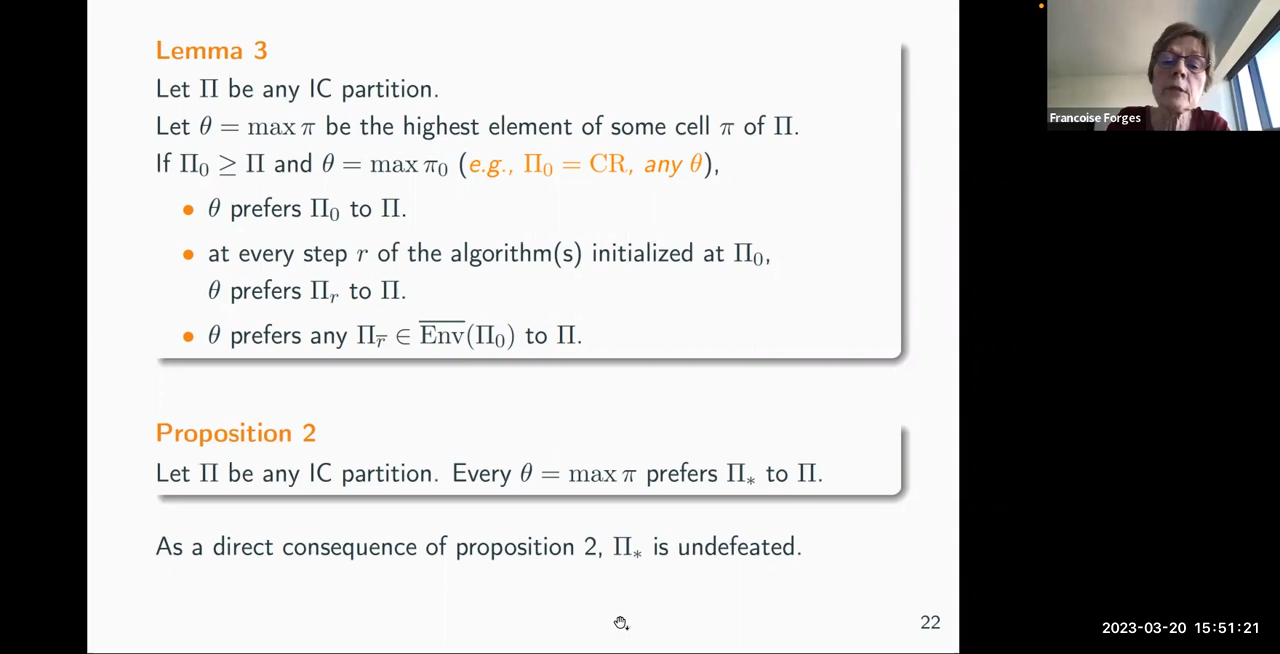 Lemma 3
Let Π be any IC partition.
Let θ = max π be the highest element of some cell π of Π.
If Π₀ ≥ Π and θ = max π₀ (e.g., Π₀ = CR, any θ),
• θ prefers Π₀ to Π.
• at every step r of the algorithm(s) initialized at Π₀,
θ prefers Πᵣ to Π.
• θ prefers any Π_r̅ ∈ E̅n̅v̅(Π₀) to Π.
Proposition 2
Let Π be any IC partition. Every θ = max π prefers Π∗ to Π.
As a direct consequence of proposition 2, Π∗ is undefeated.
22
Francoise Forges
2023-03-20 15:51:21